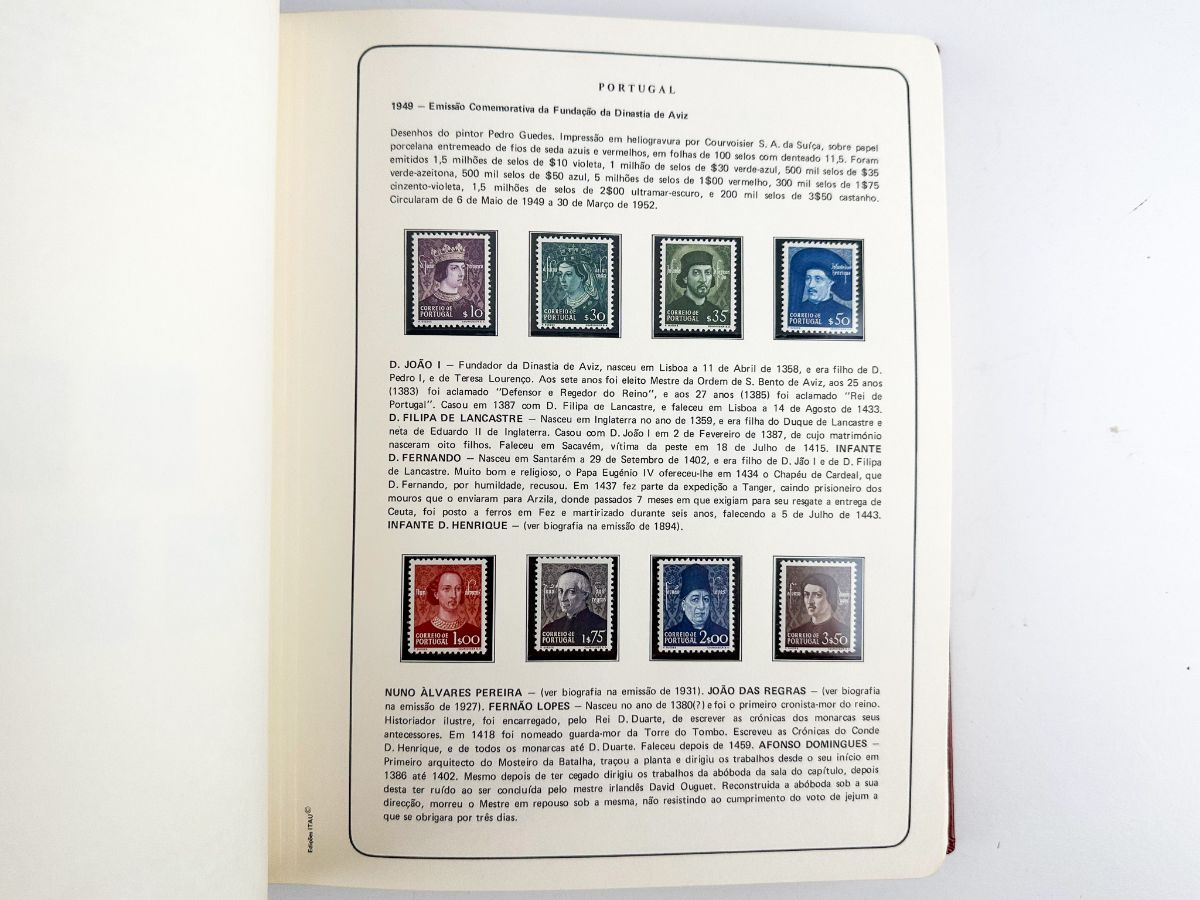 PORTUGAL
1949 — Emissão Comemorativa da Fundação da Dinastia de Aviz
Desenhos do pintor Pedro Guedes. Impressão em heliogravura por Courvoisier S. A. da Suíça, sobre papel
porcelana entremeado de fios de seda azuis e vermelhos, em folhas de 100 selos com denteado 11,5. Foram
emitidos 1,5 milhões de selos de $10 violeta, 1 milhão de selos de $30 verde-azul, 500 mil selos de $35
verde-azeitona, 500 mil selos de $50 azul, 5 milhões de selos de 1$00 vermelho, 300 mil selos de 1$75
cinzento-violeta, 1,5 milhões de selos de 2$00 ultramar-escuro, e 200 mil selos de 3$50 castanho.
Circularam de 6 de Maio de 1949 a 30 de Março de 1952.
CORREIO DE
PORTUGAL $10
CORREIO DE
PORTUGAL $30
CORREIO DE
PORTUGAL $35
CORREIO DE
PORTUGAL $50
D. JOÃO I — Fundador da Dinastia de Aviz, nasceu em Lisboa a 11 de Abril de 1358, e era filho de D.
Pedro I, e de Teresa Lourenço. Aos sete anos foi eleito Mestre da Ordem de S. Bento de Aviz, aos 25 anos
(1383) foi aclamado "Defensor e Regedor do Reino", e aos 27 anos (1385) foi aclamado "Rei de
Portugal". Casou em 1387 com D. Filipa de Lancastre, e faleceu em Lisboa a 14 de Agosto de 1433.
D. FILIPA DE LANCASTRE — Nasceu em Inglaterra no ano de 1359, e era filha do Duque de Lancastre e
neta de Eduardo II de Inglaterra. Casou com D. João I em 2 de Fevereiro de 1387, de cujo matrimónio
nasceram oito filhos. Faleceu em Sacavém, vítima da peste em 18 de Julho de 1415. INFANTE
D. FERNANDO — Nasceu em Santarém a 29 de Setembro de 1402, e era filho de D. Jão I e de D. Filipa
de Lancastre. Muito bom e religioso, o Papa Eugénio IV ofereceu-lhe em 1434 o Chapéu de Cardeal, que
D. Fernando, por humildade, recusou. Em 1437 fez parte da expedição a Tanger, caindo prisioneiro dos
mouros que o enviaram para Arzila, donde passados 7 meses em que exigiam para seu resgate a entrega de
Ceuta, foi posto a ferros em Fez e martirizado durante seis anos, falecendo a 5 de Julho de 1443.
INFANTE D. HENRIQUE — (ver biografia na emissão de 1894).
CORREIO DE
PORTUGAL 1$00
CORREIO DE
PORTUGAL 1$75
CORREIO DE
PORTUGAL 2$00
CORREIO DE
PORTUGAL 3$50
NUNO ÀLVARES PEREIRA — (ver biografia na emissão de 1931). JOÃO DAS REGRAS — (ver biografia
na emissão de 1927). FERNÃO LOPES — Nasceu no ano de 1380(?) e foi o primeiro cronista-mor do reino.
Historiador ilustre, foi encarregado, pelo Rei D. Duarte, de escrever as crónicas dos monarcas seus
antecessores. Em 1418 foi nomeado guarda-mor da Torre do Tombo. Escreveu as Crónicas do Conde
D. Henrique, e de todos os monarcas até D. Duarte. Faleceu depois de 1459. AFONSO DOMINGUES —
Primeiro arquitecto do Mosteiro da Batalha, traçou a planta e dirigiu os trabalhos desde o seu início em
1386 até 1402. Mesmo depois de ter cegado dirigiu os trabalhos da abóboda da sala do capítulo, depois
desta ter ruído ao ser concluída pelo mestre irlandês David Ouguet. Reconstruida a abóboda sob a sua
direcção, morreu o Mestre em repouso sob a mesma, não resistindo ao cumprimento do voto de jejum a
que se obrigara por três dias.
Edições ITAU ©